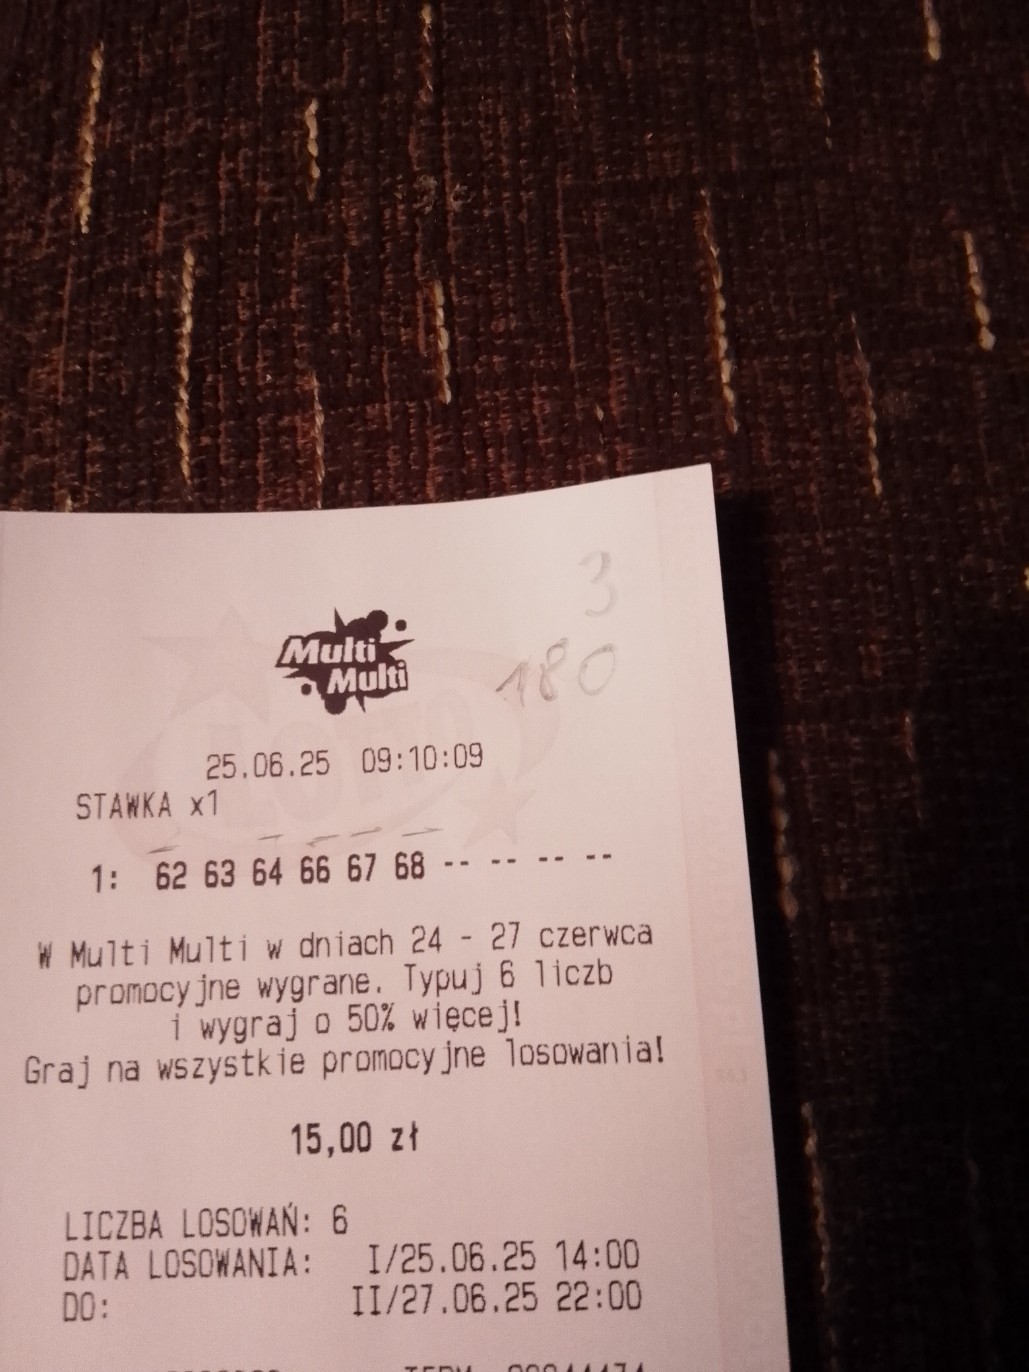 3
Multi
Multi
180
25.06.25 09:10:09
STAWKA x1
1: 62 63 64 66 67 68 -- -- -- --
W Multi Multi w dniach 24 - 27 czerwca
promocyjne wygrane. Typuj 6 liczb
i wygraj o 50% więcej!
Graj na wszystkie promocyjne losowania!
15,00 zł
LICZBA LOSOWAŃ: 6
DATA LOSOWANIA: I/25.06.25 14:00
DO: II/27.06.25 22:00